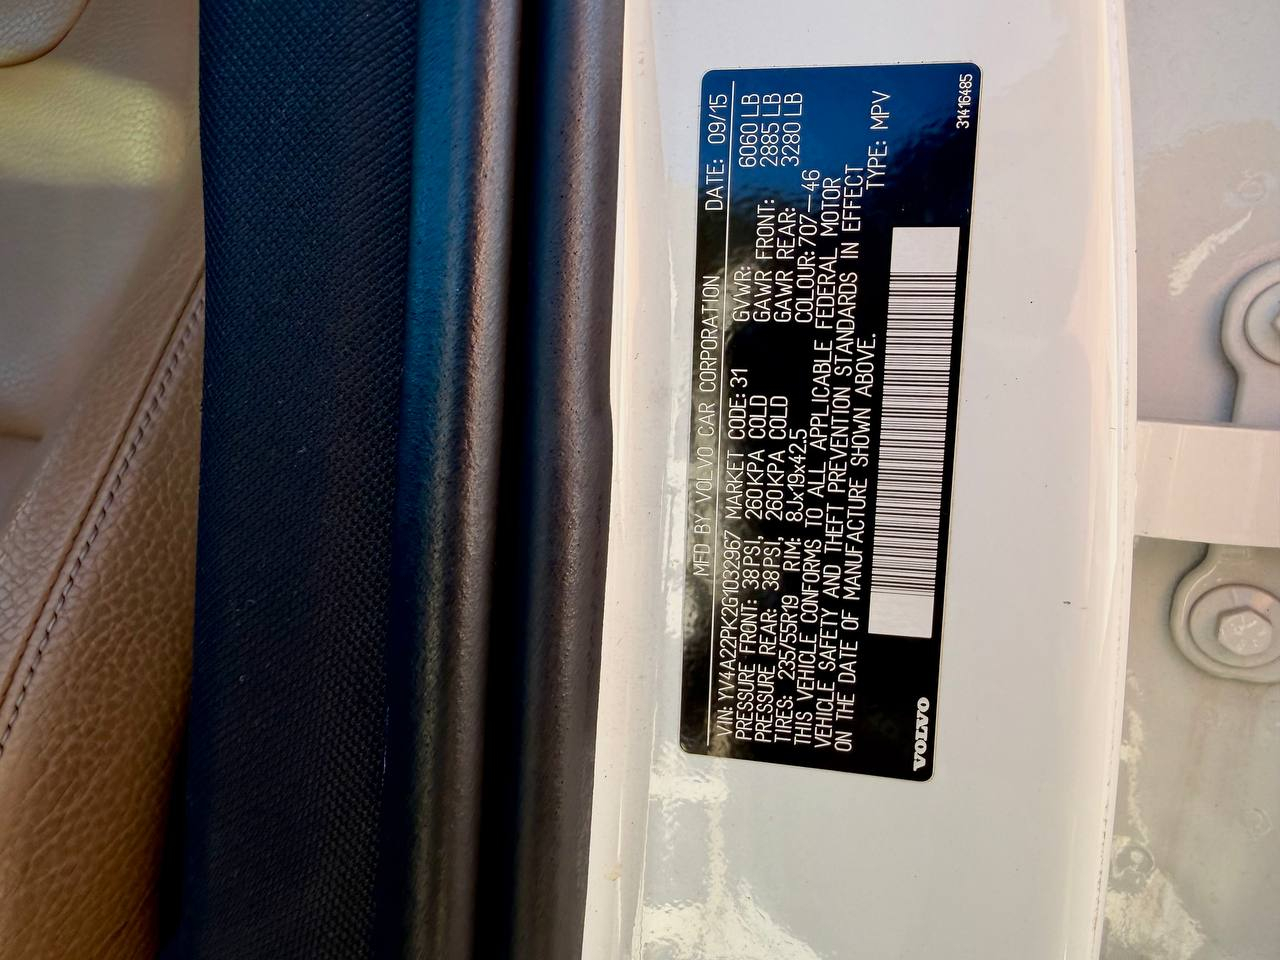 MFD BY VOLVO CAR CORPORATION DATE: 09/15
VIN: YV4A22PK2G1032967 MARKET CODE: 31 GVWR: 6060 LB
PRESSURE FRONT: 38PSI, 260KPA COLD GAWR FRONT: 2885 LB
PRESSURE REAR: 38PSI, 260KPA COLD GAWR REAR: 3280 LB
TIRES: 235/55R19 RIM: 8Jx19x42.5 COLOUR: 707-46
THIS VEHICLE CONFORMS TO ALL APPLICABLE FEDERAL MOTOR
VEHICLE SAFETY AND THEFT PREVENTION STANDARDS IN EFFECT
ON THE DATE OF MANUFACTURE SHOWN ABOVE.
TYPE: MPV
VOLVO
31416485